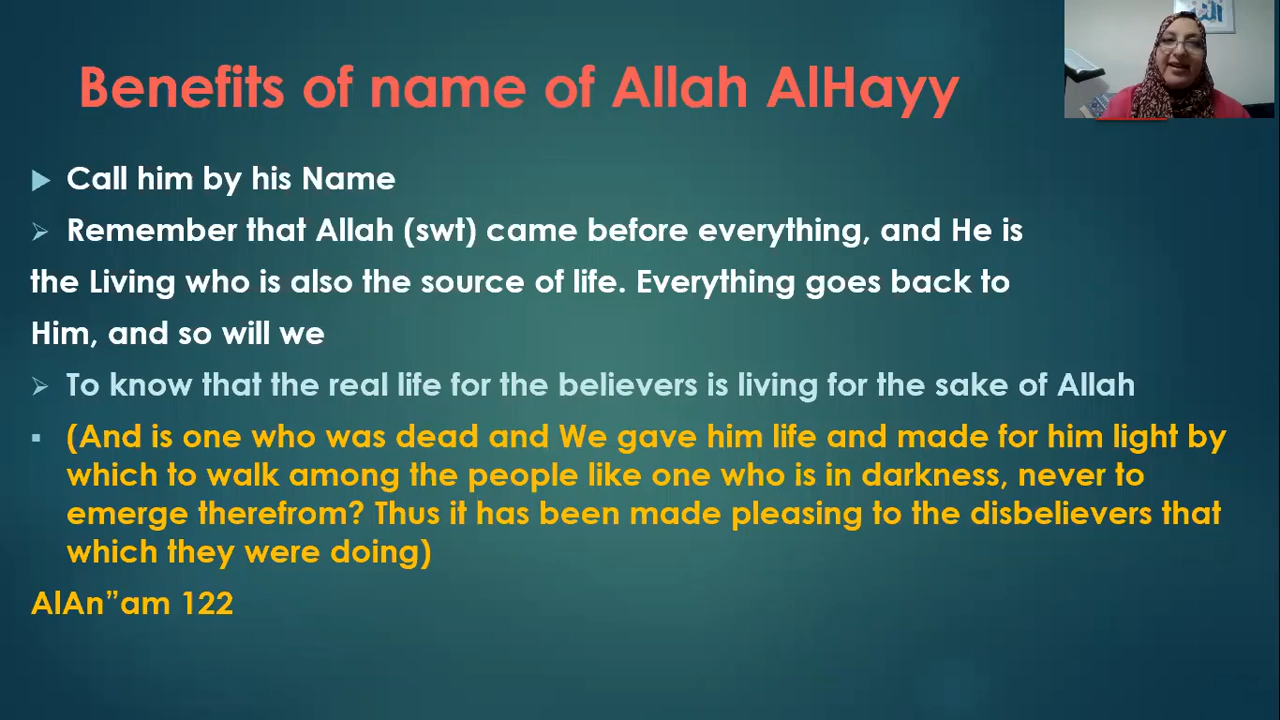 Benefits of name of Allah AlHayy
Call him by his Name
Remember that Allah (swt) came before everything, and He is
the Living who is also the source of life. Everything goes back to
Him, and so will we
To know that the real life for the believers is living for the sake of Allah
(And is one who was dead and We gave him life and made for him light by
which to walk among the people like one who is in darkness, never to
emerge therefrom? Thus it has been made pleasing to the disbelievers that
which they were doing)
AlAn”am 122